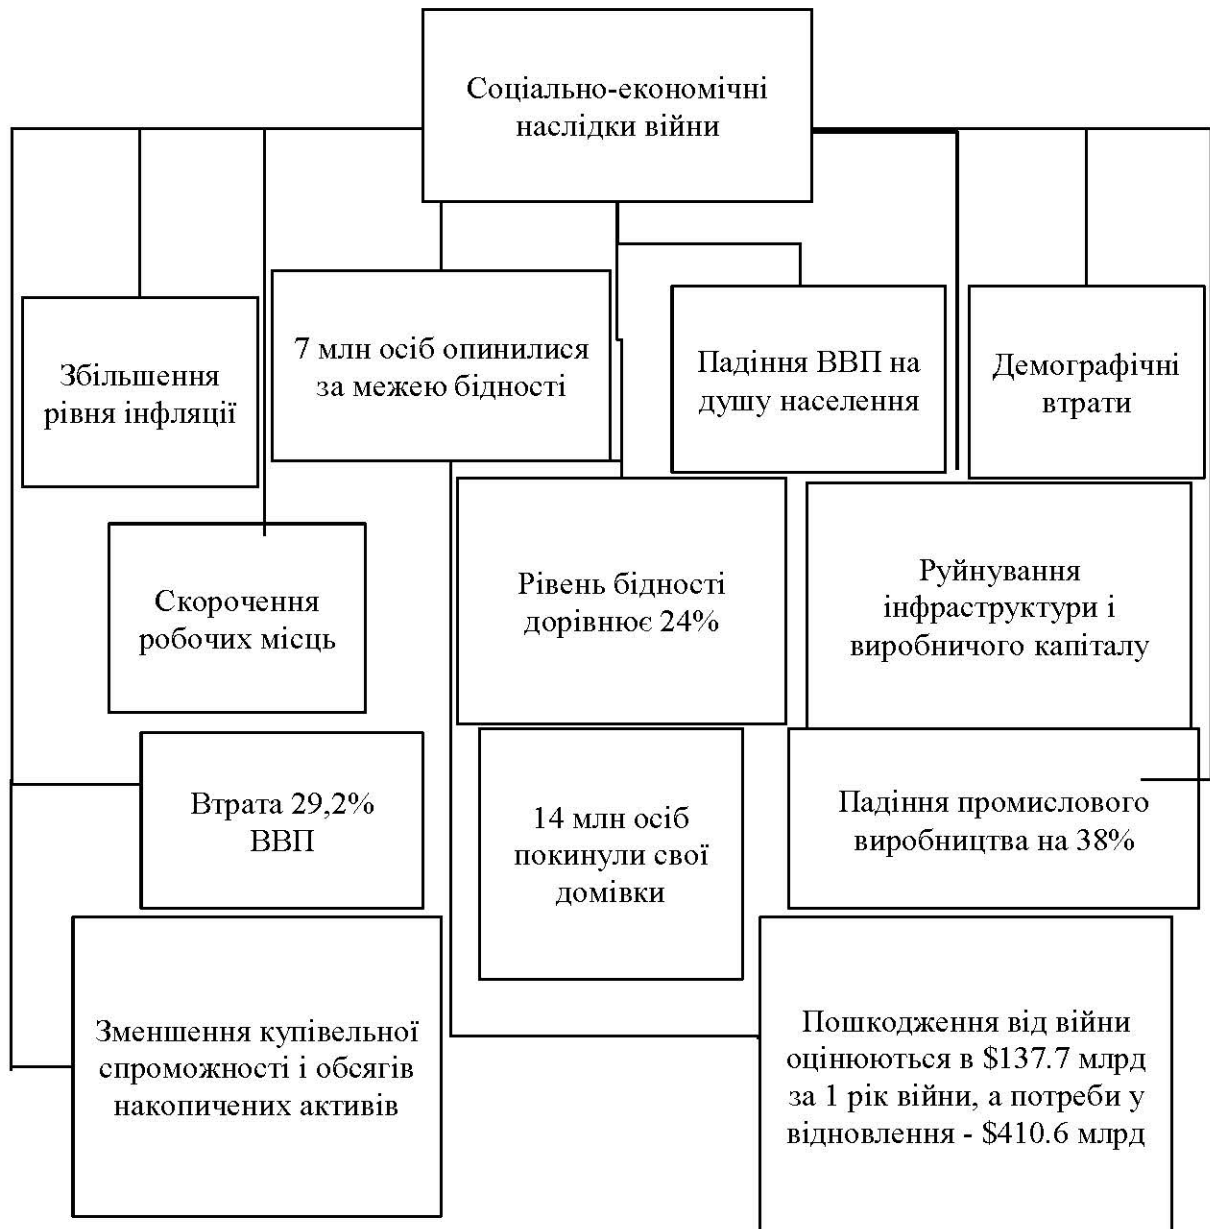 Соціально-економічні
наслідки війни
Збільшення
рівня інфляції
7 млн осіб опинилися
за межею бідності
Падіння ВВП на
душу населення
Демографічні
втрати
Скорочення
робочих місць
Рівень бідності
дорівнює 24%
Руйнування
інфраструктури і
виробничого капіталу
Втрата 29,2%
ВВП
14 млн осіб
покинули свої
домівки
Падіння промислового
виробництва на 38%
Зменшення купівельної
спроможності і обсягів
накопичених активів
Пошкодження від війни
оцінюються в $137.7 млрд
за 1 рік війни, а потреби у
відновлення - $410.6 млрд